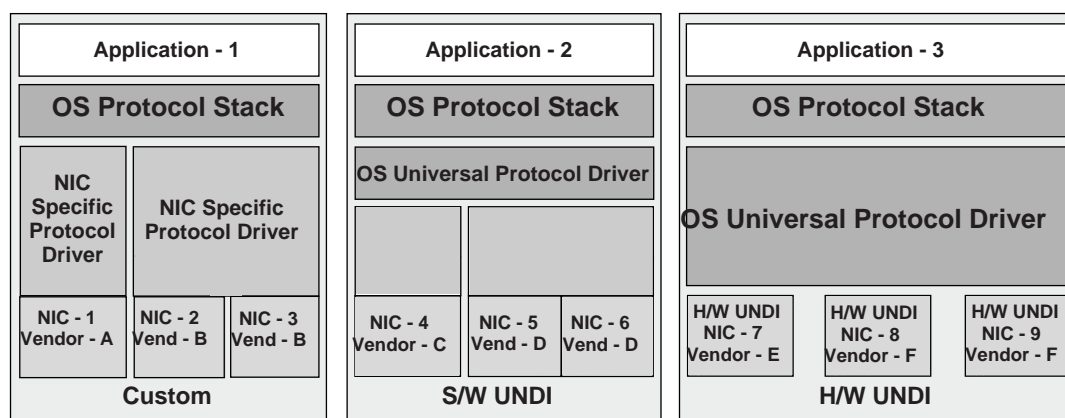 Application - 1
OS Protocol Stack
NIC
Specific
Protocol
Driver
NIC Specific
Protocol Driver
NIC - 1
Vendor - A
NIC - 2
Vend - B
NIC - 3
Vend - B
Custom
Application - 2
OS Protocol Stack
OS Universal Protocol Driver
NIC - 4
Vendor - C
NIC - 5
Vend - D
NIC - 6
Vend - D
S/W UNDI
Application - 3
OS Protocol Stack
OS Universal Protocol Driver
H/W UNDI
NIC - 7
Vendor - E
H/W UNDI
NIC - 8
Vendor - F
H/W UNDI
NIC - 9
Vendor - F
H/W UNDI